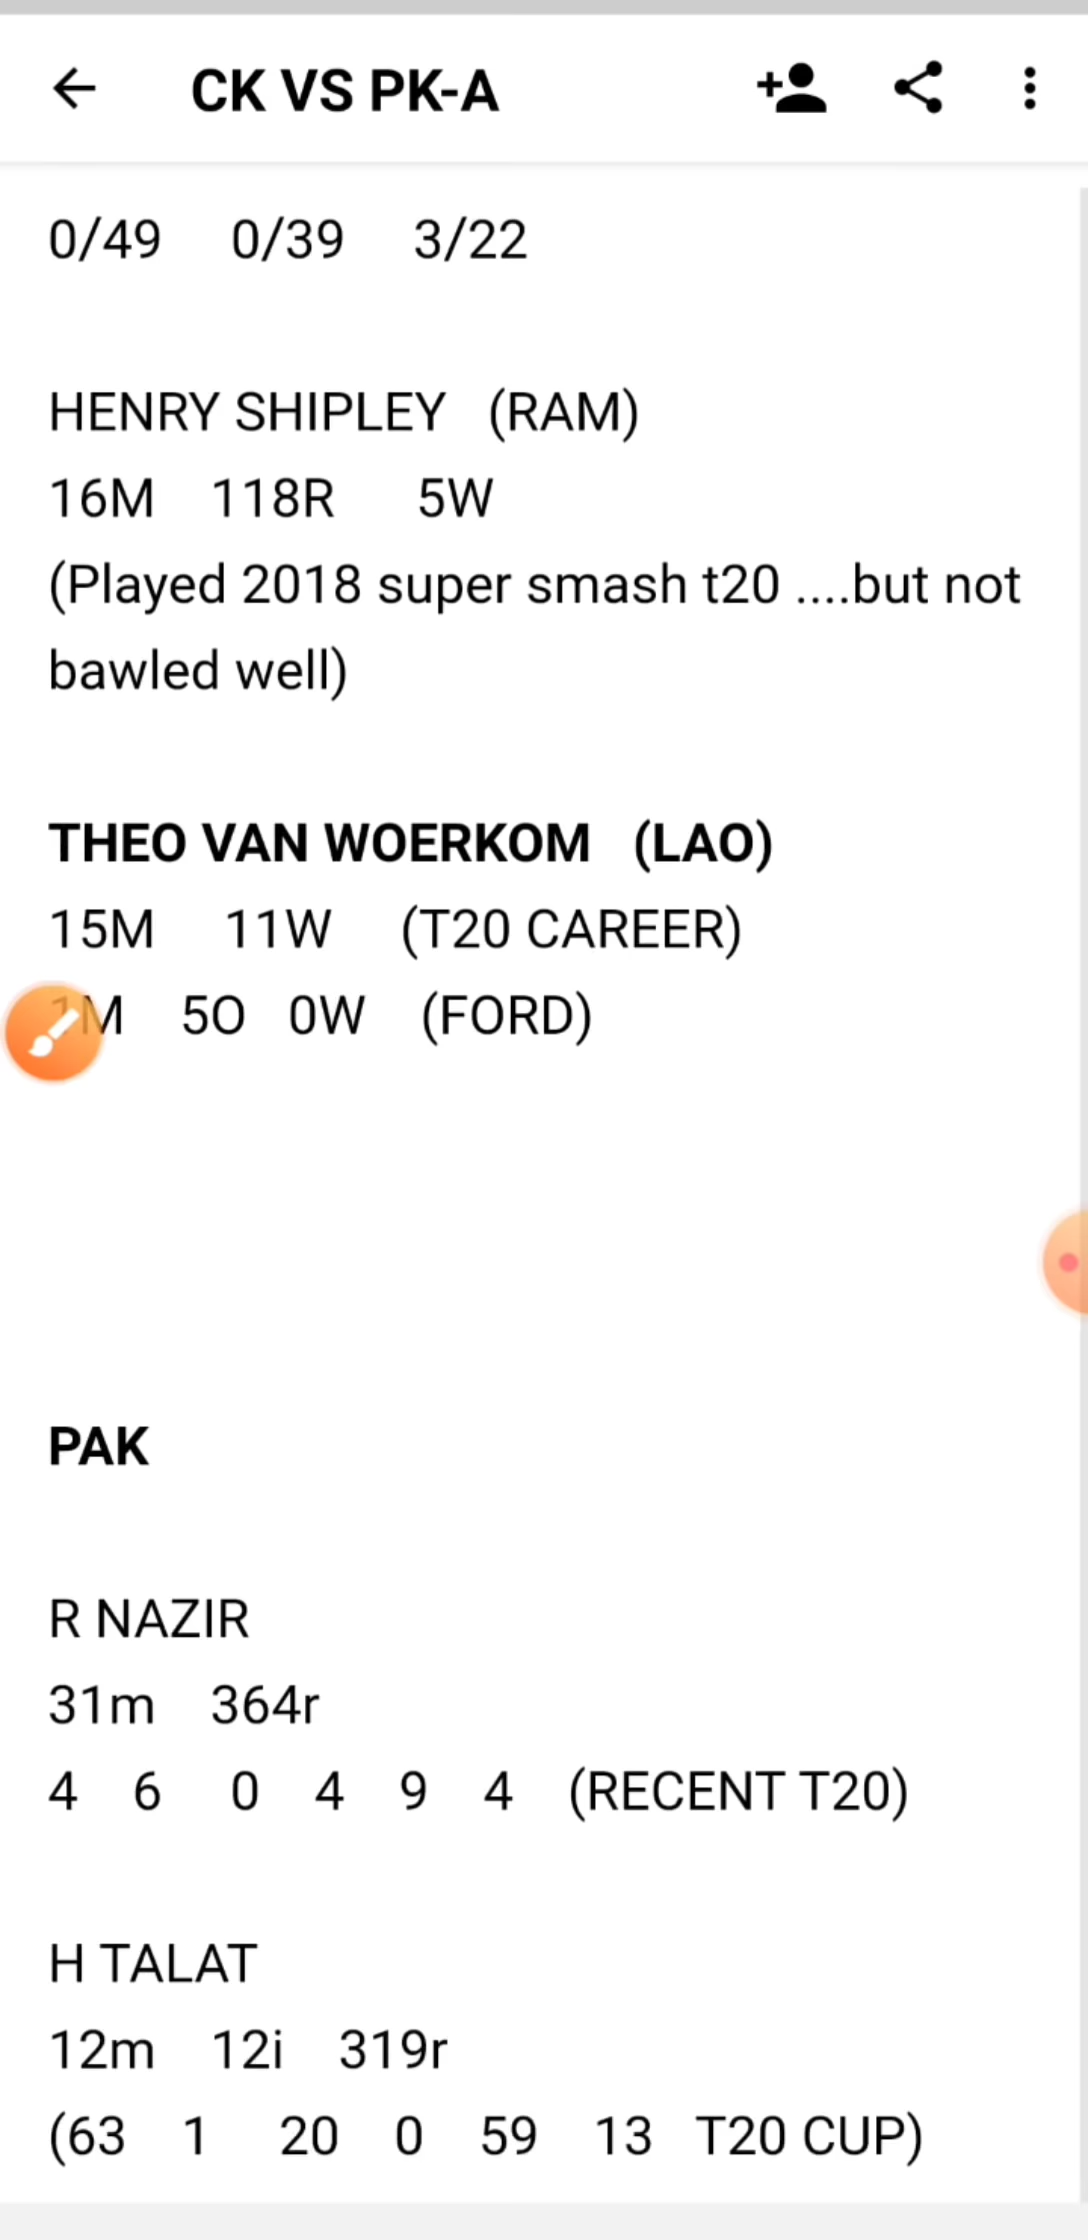 CK VS PK-A
0/49 0/39 3/22
HENRY SHIPLEY (RAM)
16M 118R 5W
(Played 2018 super smash t20 ....but not
bawled well)
THEO VAN WOERKOM (LAO)
15M 11W (T20 CAREER)
1M 5O 0W (FORD)
PAK
R NAZIR
31m 364r
4 6 0 4 9 4 (RECENT T20)
H TALAT
12m 12i 319r
(63 1 20 0 59 13 T20 CUP)